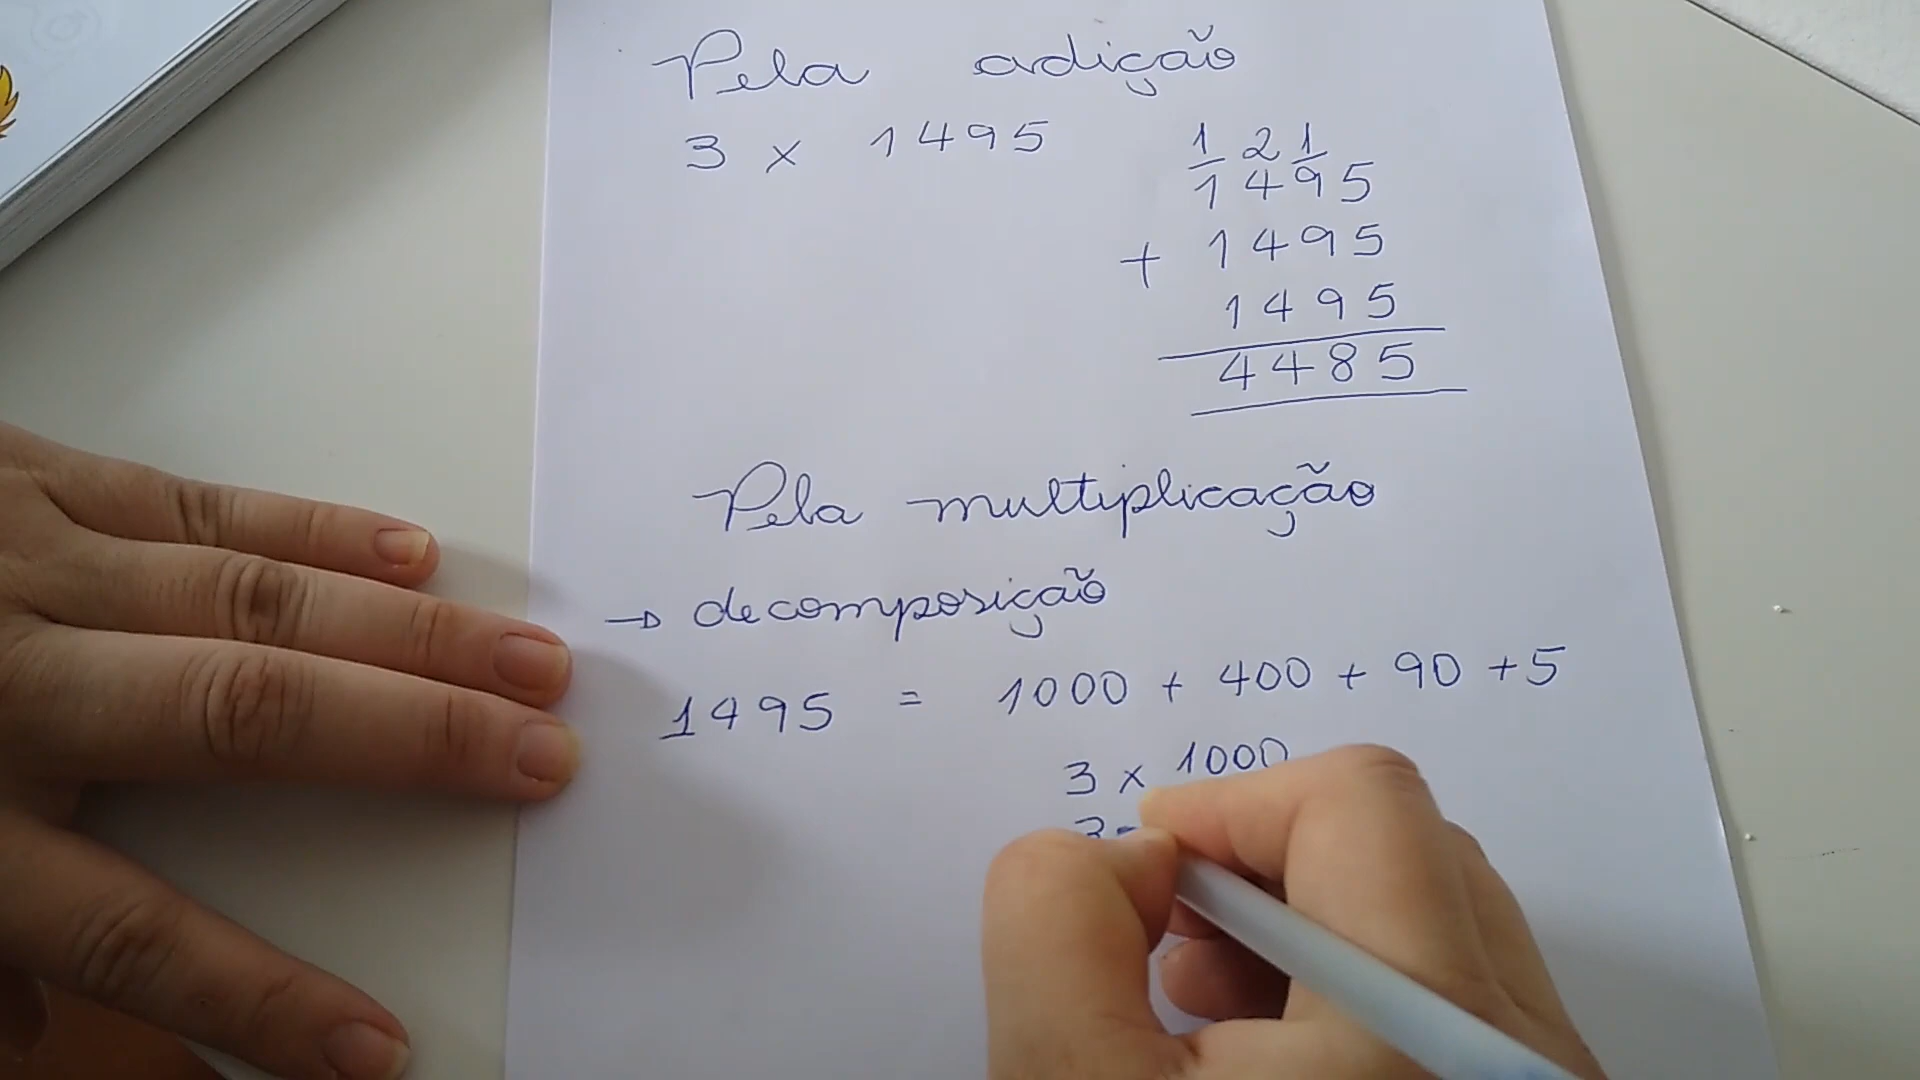 Pela adição
3 x 1495
1 2 1
1495
+ 1495
1495
4485
Pela multiplicação
→ decomposição
1495 = 1000 + 400 + 90 + 5
3 x 1000
3